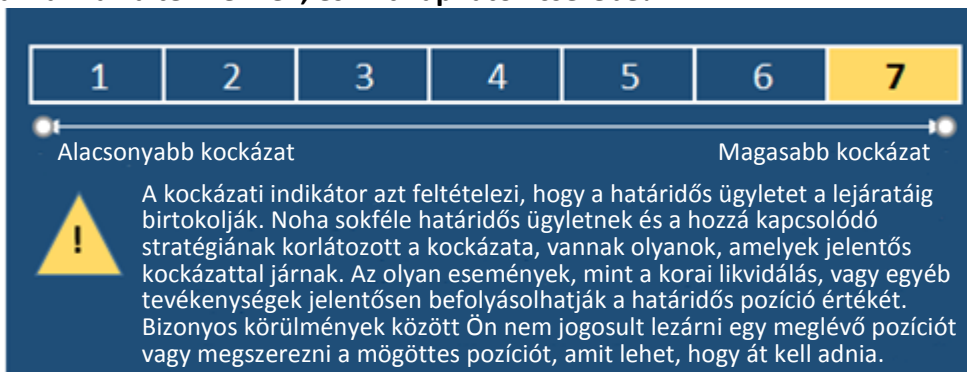 1 2 3 4 5 6 7
Alacsonyabb kockázat Magasabb kockázat
A kockázati indikátor azt feltételezi, hogy a határidős ügyletet a lejáratáig
birtokolják. Noha sokféle határidős ügyletnek és a hozzá kapcsolódó
! stratégiának korlátozott a kockázata, vannak olyanok, amelyek jelentős
kockázattal járnak. Az olyan események, mint a korai likvidálás, vagy egyéb
tevékenységek jelentősen befolyásolhatják a határidős pozíció értékét.
Bizonyos körülmények között Ön nem jogosult lezárni egy meglévő pozíciót
vagy megszerezni a mögöttes pozíciót, amit lehet, hogy át kell adnia.